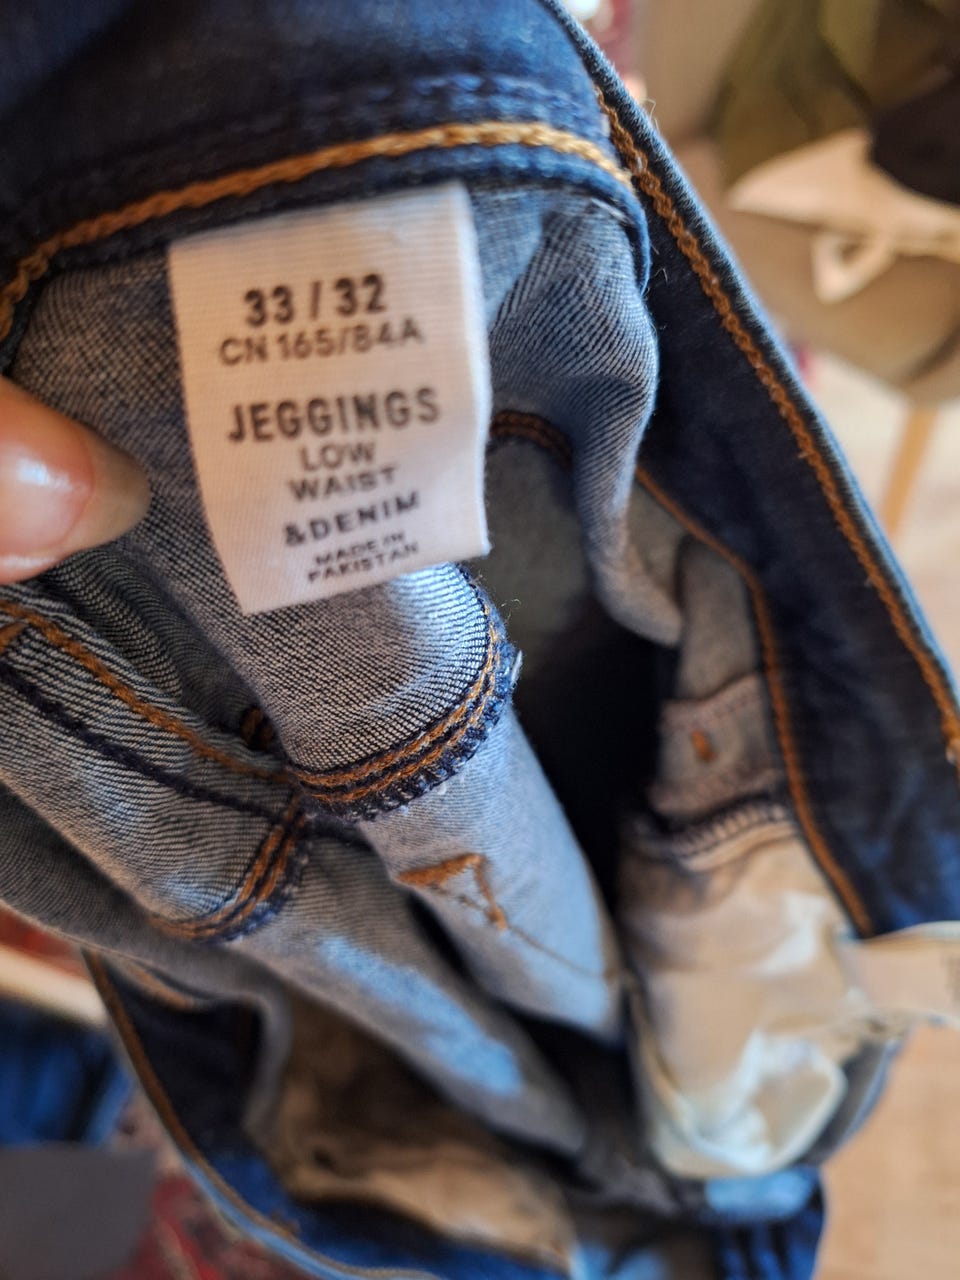 33 / 32
CN 165/84A
JEGGINGS
LOW
WAIST
&DENIM
MADE IN
PAKISTAN